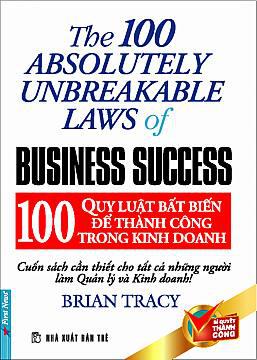 The 100
ABSOLUTELY
UNBREAKABLE
LAWS of
BUSINESS SUCCESS
100 QUY LUẬT BẤT BIẾN
ĐỂ THÀNH CÔNG
TRONG KINH DOANH
Cuốn sách cần thiết cho tất cả những người
làm Quản lý và Kinh doanh!
BRIAN TRACY
First News
NHÀ XUẤT BẢN TRẺ
BÍ QUYẾT
THÀNH
CÔNG